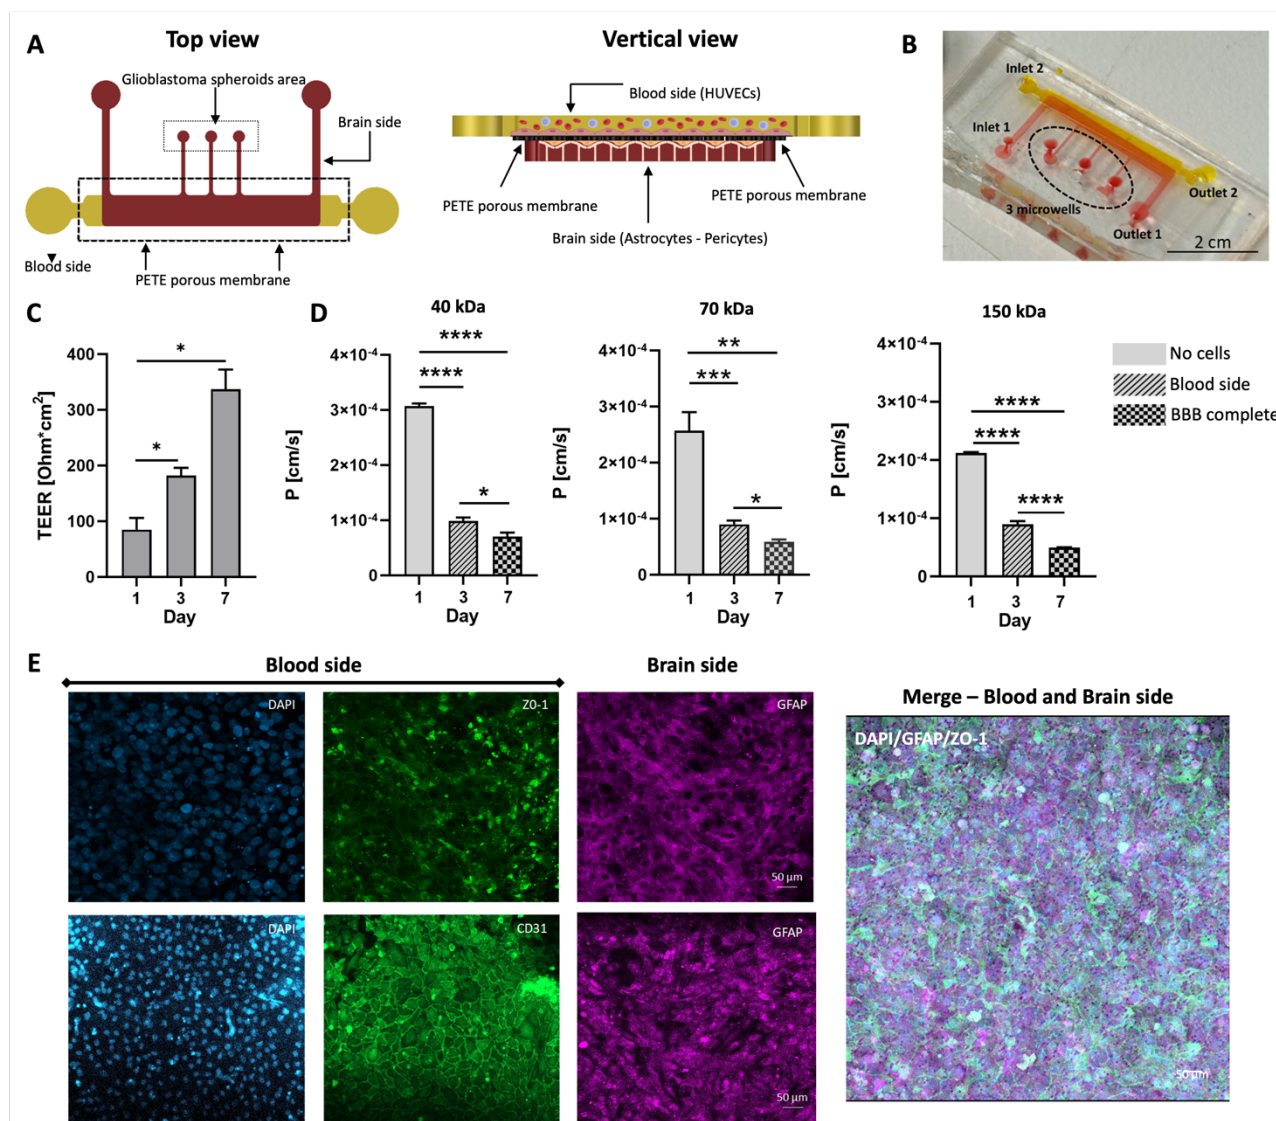 A
Top view
Glioblastoma spheroids area
Brain side
Blood side
PETE porous membrane
Vertical view
Blood side (HUVECs)
PETE porous membrane
PETE porous membrane
Brain side (Astrocytes - Pericytes)
B
Inlet 2
Inlet 1
3 microwells
Outlet 2
Outlet 1
2 cm
C
TEER [Ohm*cm²]
400
300
200
100
0
*
*
1 3 7
Day
D
40 kDa
P [cm/s]
4×10⁻⁴
3×10⁻⁴
2×10⁻⁴
1×10⁻⁴
0
****
****
*
1 3 7
Day
70 kDa
P [cm/s]
4×10⁻⁴
3×10⁻⁴
2×10⁻⁴
1×10⁻⁴
0
**
***
*
1 3 7
Day
150 kDa
P [cm/s]
4×10⁻⁴
3×10⁻⁴
2×10⁻⁴
1×10⁻⁴
0
****
****
****
1 3 7
Day
No cells
Blood side
BBB complete
E
Blood side
Brain side
Merge – Blood and Brain side
DAPI
ZO-1
GFAP
50 µm
DAPI
CD31
GFAP
50 µm
DAPI/GFAP/ZO-1
50 µm